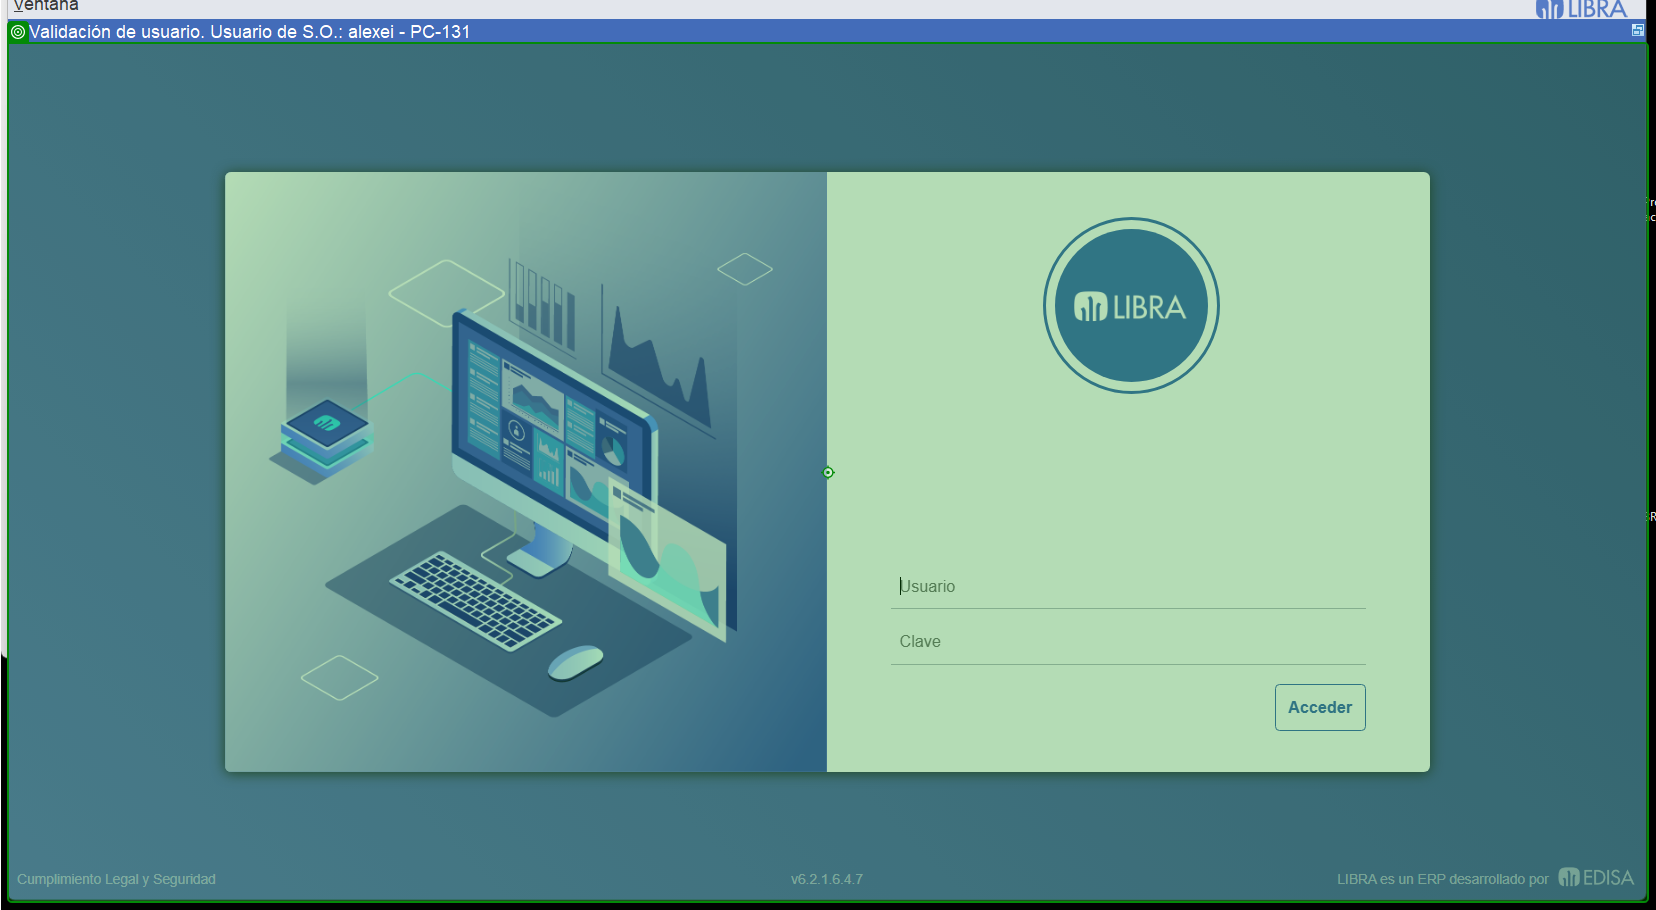 Ventana
LIBRA
Validación de usuario. Usuario de S.O.: alexei - PC-131
LIBRA
Usuario
Clave
Acceder
Cumplimiento Legal y Seguridad
v6.2.1.6.4.7
LIBRA es un ERP desarrollado por EDISA